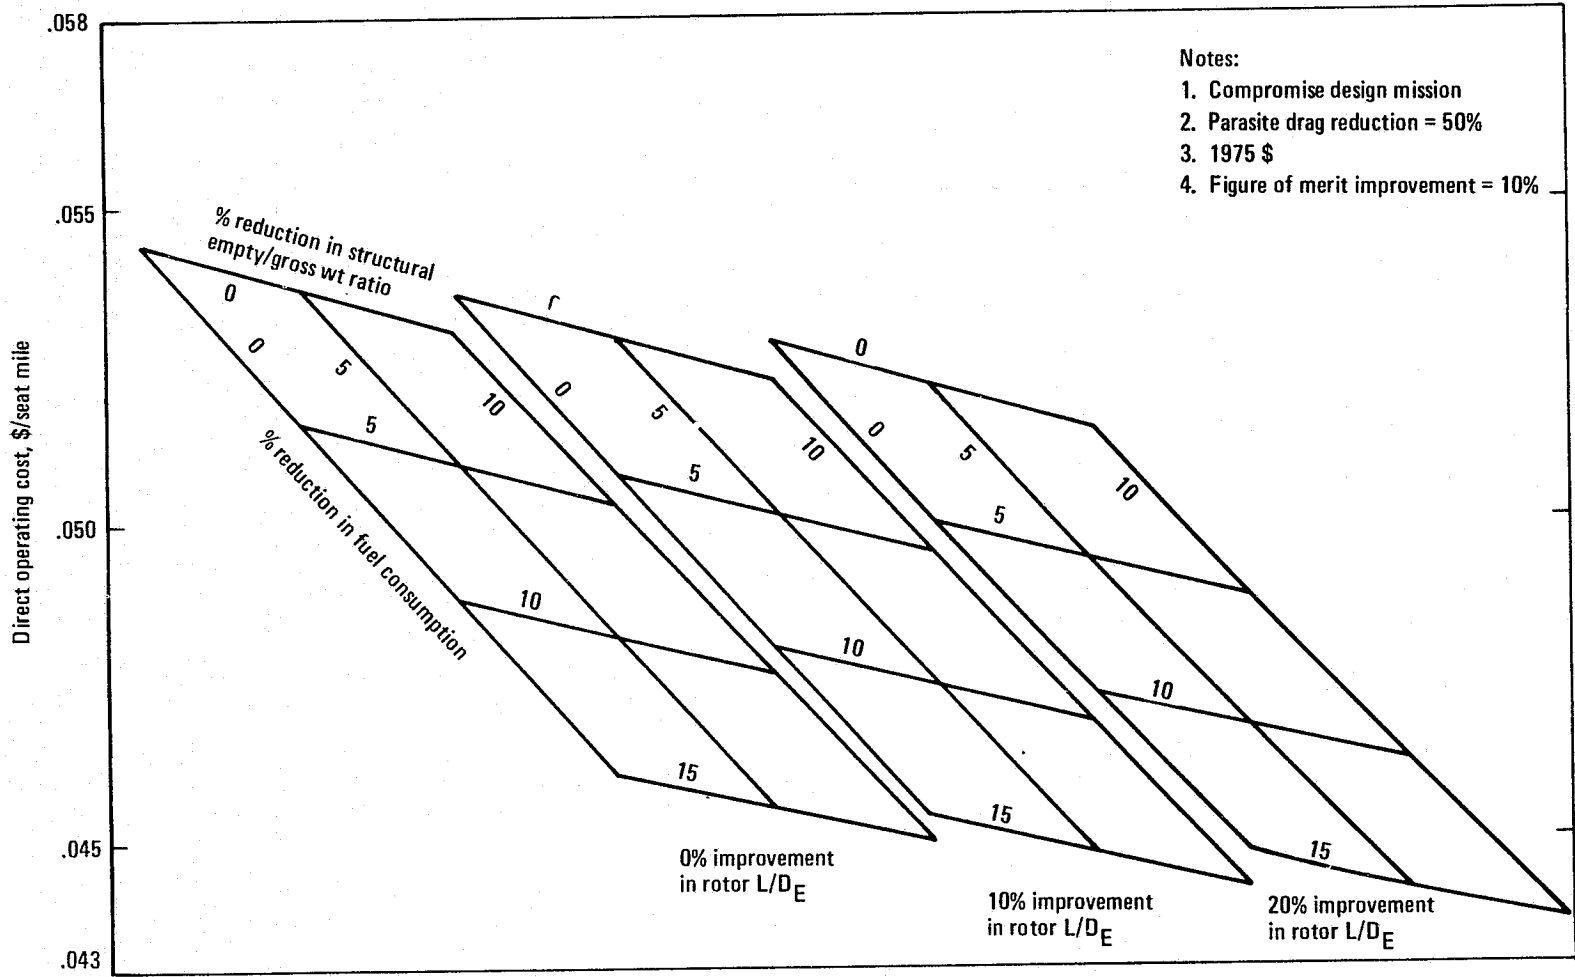 .058
Notes:
1. Compromise design mission
2. Parasite drag reduction = 50%
3. 1975 $
4. Figure of merit improvement = 10%
.055
% reduction in structural
empty/gross wt ratio
0
0
5
10
5
% reduction in fuel consumption
10
15
0
5
10
5
10
15
0
0
5
10
5
10
15
Direct operating cost, $/seat mile
.050
.045
.043
0% improvement
in rotor L/DE
10% improvement
in rotor L/DE
20% improvement
in rotor L/DE